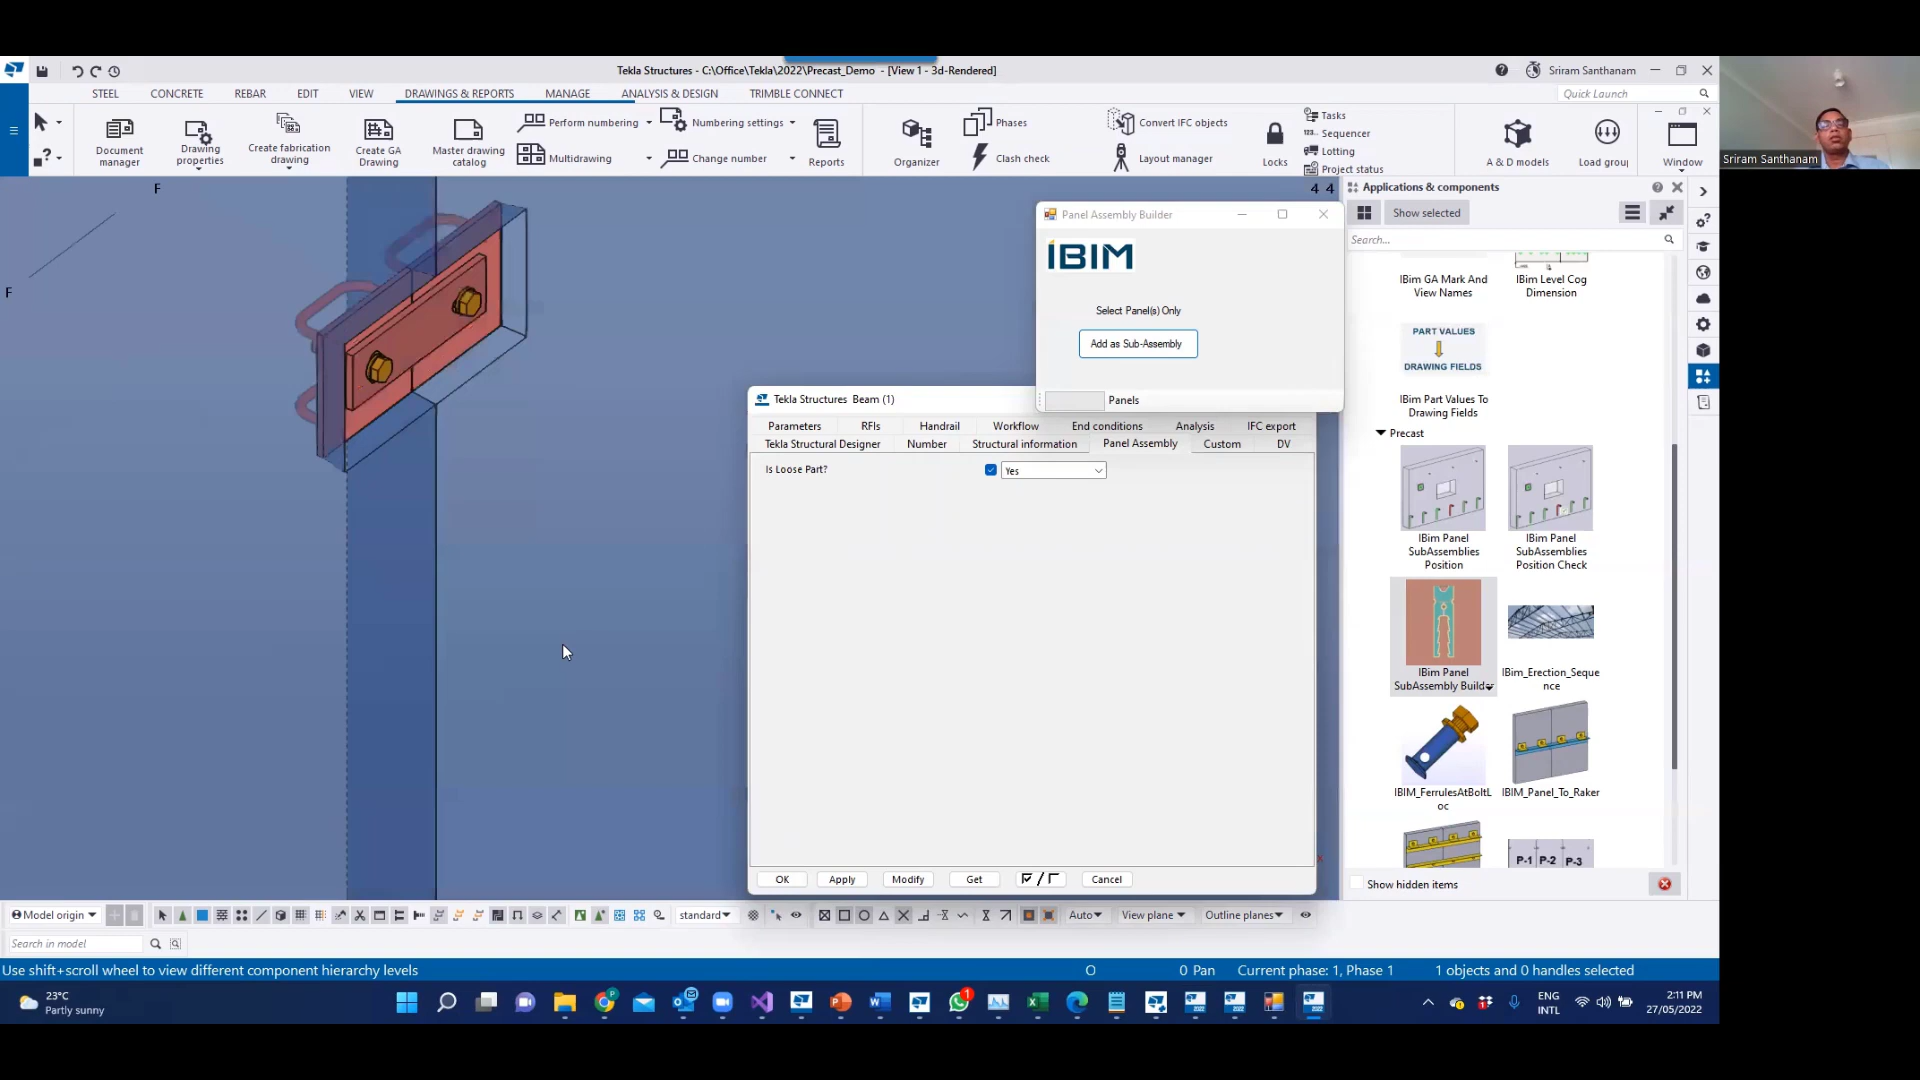 Tekla Structures - C:\Office\Tekla\2022\Precast_Demo - [View 1 - 3d-Rendered]
Sriram Santhanam
STEEL CONCRETE REBAR EDIT VIEW DRAWINGS & REPORTS MANAGE ANALYSIS & DESIGN TRIMBLE CONNECT
Quick Launch
Document manager
Drawing properties
Create fabrication drawing
Create GA Drawing
Master drawing catalog
Perform numbering
Multidrawing
Numbering settings
Change number
Reports
Organizer
Phases
Clash check
Convert IFC objects
Layout manager
Locks
Tasks
Sequencer
Lotting
Project status
A & D models
Load group
Window
Sriram Santhanam
F
F
4 4
Panel Assembly Builder
iBIM
Select Panel(s) Only
Add as Sub-Assembly
Panels
Tekla Structures Beam (1)
Parameters RFIs Handrail Workflow End conditions Analysis IFC export
Tekla Structural Designer Number Structural information Panel Assembly Custom DV
Is Loose Part?
Yes
OK Apply Modify Get Cancel
Applications & components
Show selected
Search...
IBim GA Mark And View Names
IBim Level Cog Dimension
PART VALUES
DRAWING FIELDS
IBim Part Values To Drawing Fields
Precast
IBim Panel SubAssemblies Position
IBim Panel SubAssemblies Position Check
IBim Panel SubAssembly Builder
IBim_Erection_Seque
nce
IBIM_FerrulesAtBoltL
oc
IBIM_Panel_To_Raker
P-1 P-2 P-3
Show hidden items
Model origin
standard
Auto
View plane
Outline planes
Search in model
Use shift+scroll wheel to view different component hierarchy levels
O
0 Pan
Current phase: 1, Phase 1
1 objects and 0 handles selected
23°C
Partly sunny
ENG
INTL
2:11 PM
27/05/2022